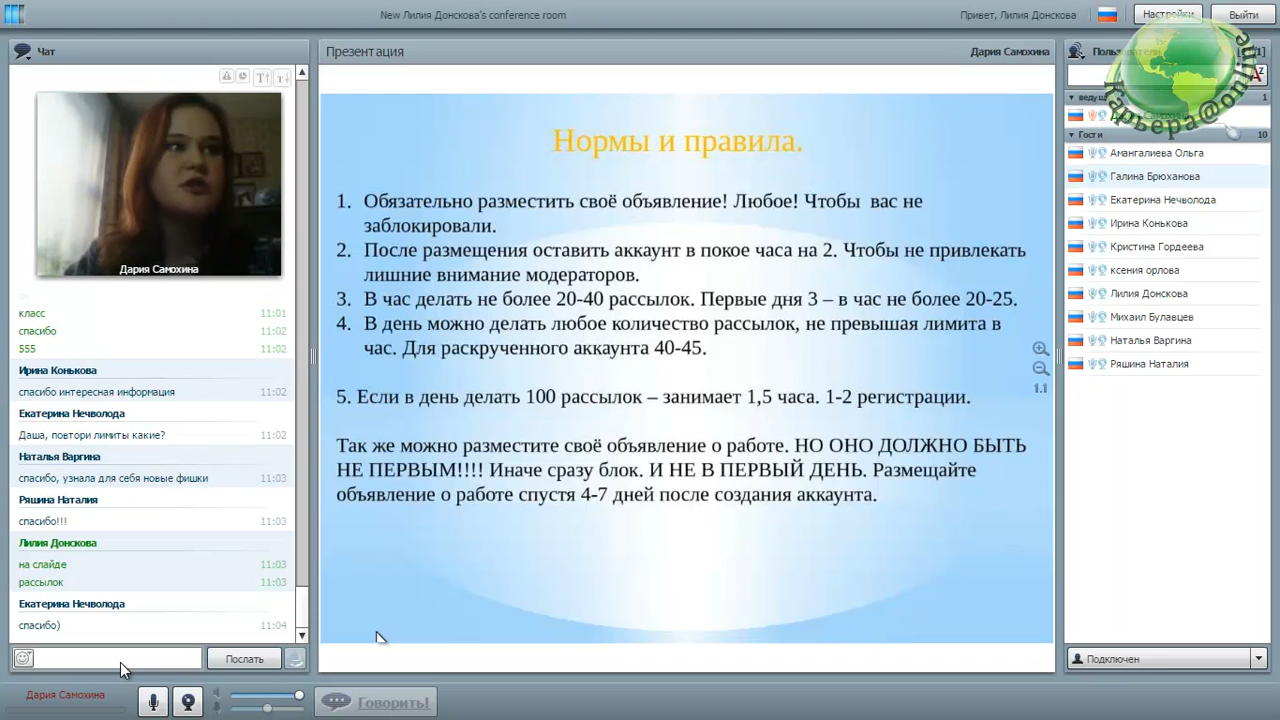 New Лилия Донскова's conference room
Привет, Лилия Донскова
Настройки
Выйти
Чат
Дария Самохина
класс 11:01
спасибо 11:02
555 11:02
Ирина Конькова
спасибо интересная информация 11:02
Екатерина Нечволода
Даша, повтори лимиты какие? 11:02
Наталья Варгина
спасибо, узнала для себя новые фишки 11:03
Ряшина Наталия
спасибо!!! 11:03
Лилия Донскова
на слайде 11:03
рассылок 11:03
Екатерина Нечволода
спасибо) 11:04
Послать
Дария Самохина
Говорить!
Презентация
Дария Самохина
Нормы и правила.
1. Обязательно разместить своё объявление! Любое! Чтобы вас не
заблокировали.
2. После размещения оставить аккаунт в покое часа на 2. Чтобы не привлекать
лишние внимание модераторов.
3. В час делать не более 20-40 рассылок. Первые дня 3 – в час не более 20-25.
4. В день можно делать любое количество рассылок, не превышая лимита в
час. Для раскрученного аккаунта 40-45.
5. Если в день делать 100 рассылок – занимает 1,5 часа. 1-2 регистрации.
Так же можно разместите своё объявление о работе. НО ОНО ДОЛЖНО БЫТЬ
НЕ ПЕРВЫМ!!!! Иначе сразу блок. И НЕ В ПЕРВЫЙ ДЕНЬ. Размещайте
объявление о работе спустя 4-7 дней после создания аккаунта.
1.1
карьера@online
1
Гости 10
Амангалиева Ольга
Галина Брюханова
Екатерина Нечволода
Ирина Конькова
Кристина Гордеева
ксения орлова
Лилия Донскова
Михаил Булавцев
Наталья Варгина
Ряшина Наталия
Подключен